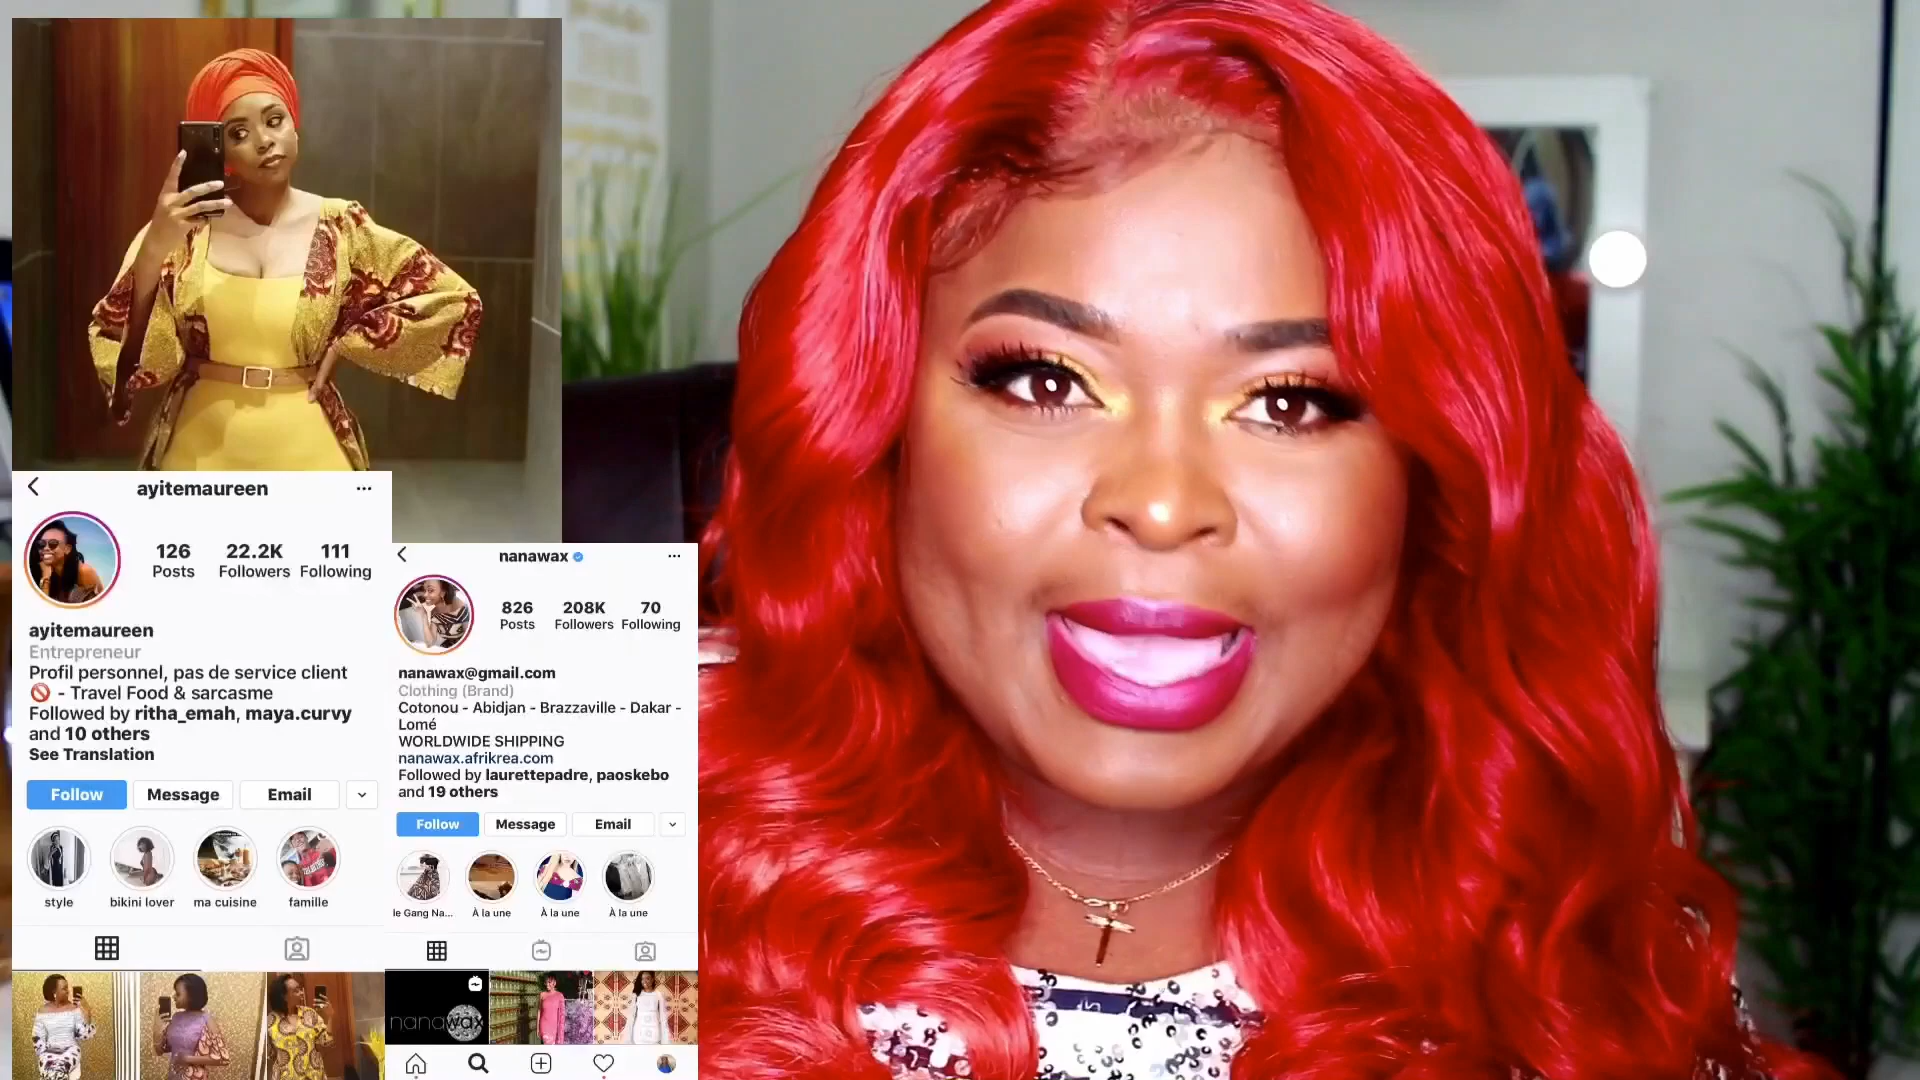 ayitemaureen
126
22.2K
111
Posts
Followers
Following
ayitemaureen
Entrepreneur
Profil personnel, pas de service client
🚫 - Travel Food & sarcasme
Followed by ritha_emah, maya.curvy
and 10 others
See Translation
Follow
Message
Email
style
bikini lover
ma cuisine
famille
nanawax
826
208K
70
Posts
Followers
Following
nanawax@gmail.com
Clothing (Brand)
Cotonou - Abidjan - Brazzaville - Dakar -
Lomé
WORLDWIDE SHIPPING
nanawax.afrikrea.com
Followed by laurettepadre, paoskebo
and 19 others
Follow
Message
Email
le Gang Na...
À la une
À la une
À la une
nanawax